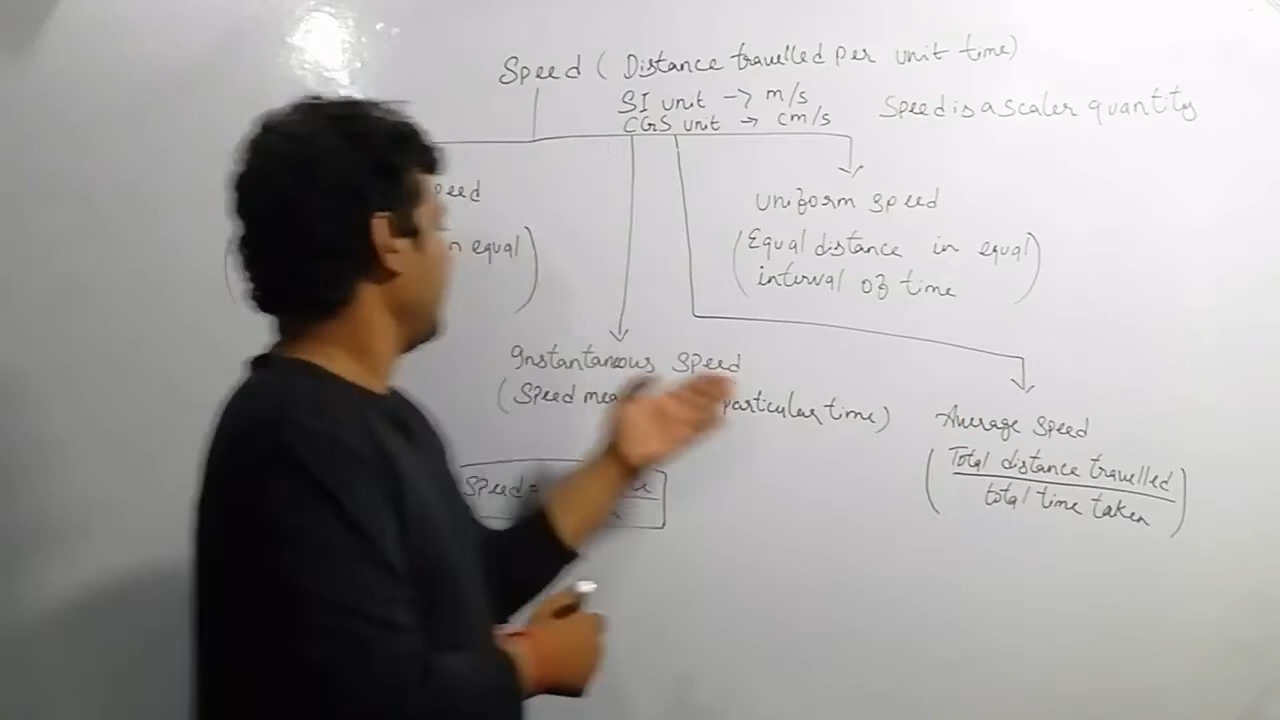 Speed ( Distance travelled per unit time)
SI unit -> m/s
CGS unit -> cm/s
Speed is a scaler quantity
peed
n equal )
Uniform speed
( Equal distance in equal
interval of time )
Instantaneous speed
( Speed mea particular time)
Average speed
( Total distance travelled
total time taken )
Speed =